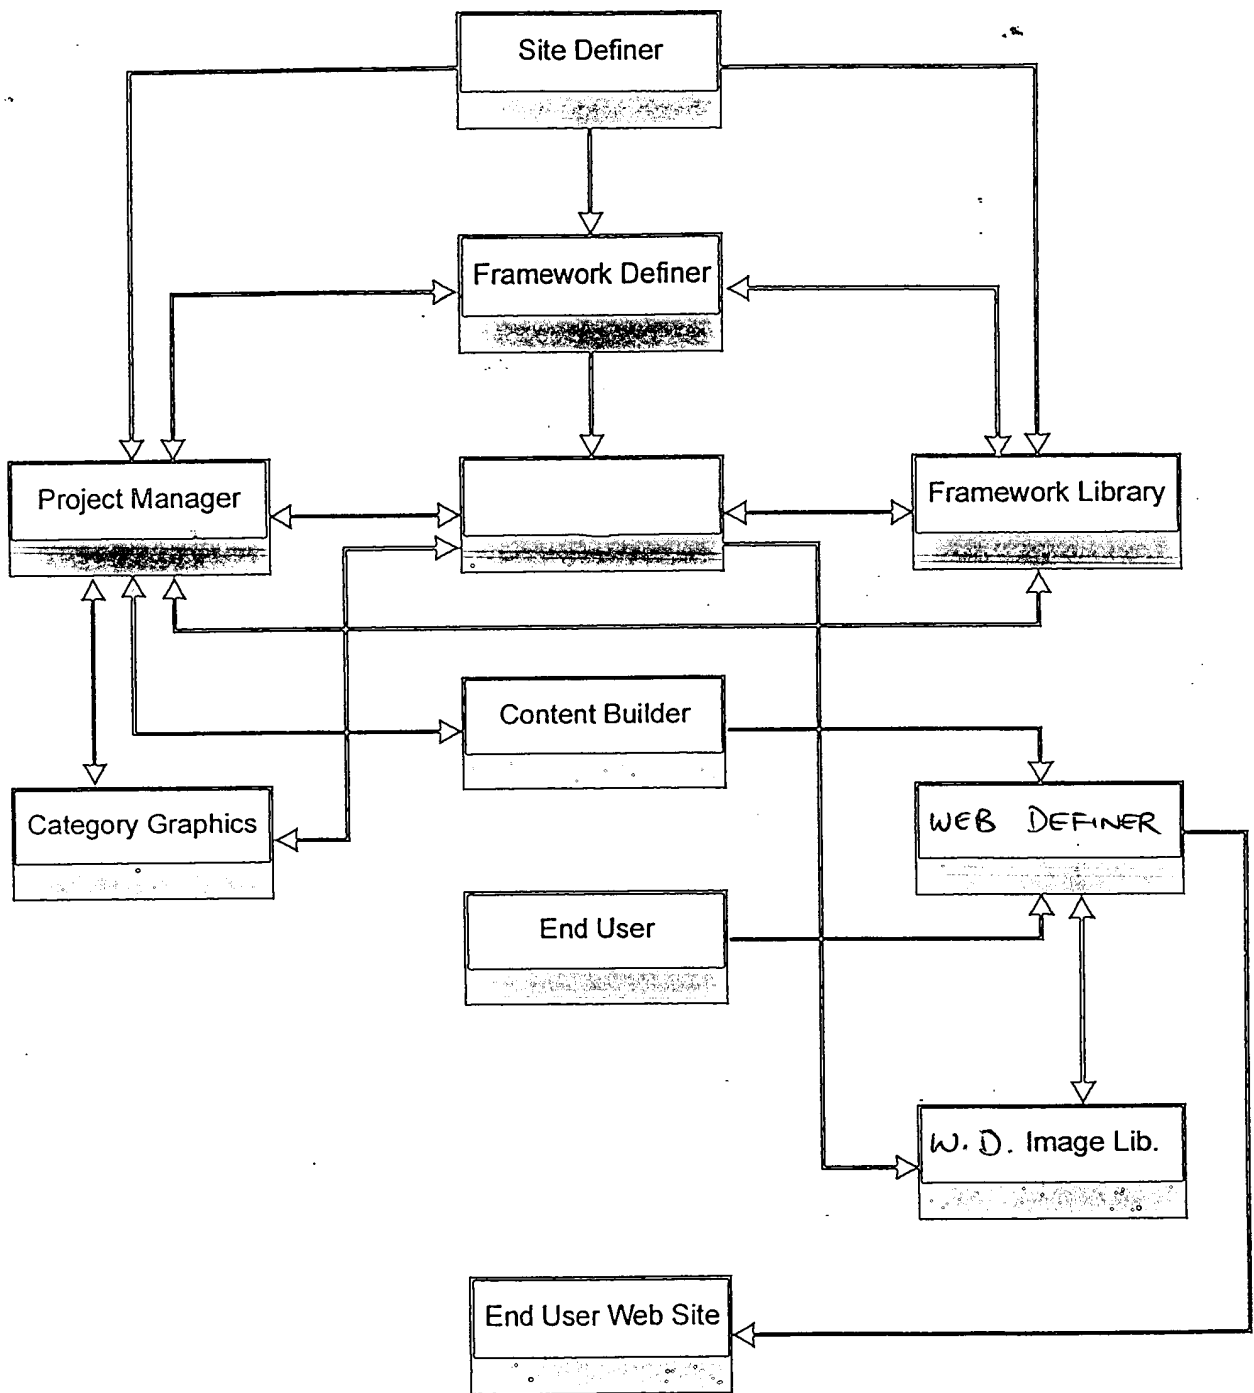 Site Definer
Framework Definer
Project Manager
Framework Library
Content Builder
Category Graphics
WEB DEFINER
End User
W.D. Image Lib.
End User Web Site